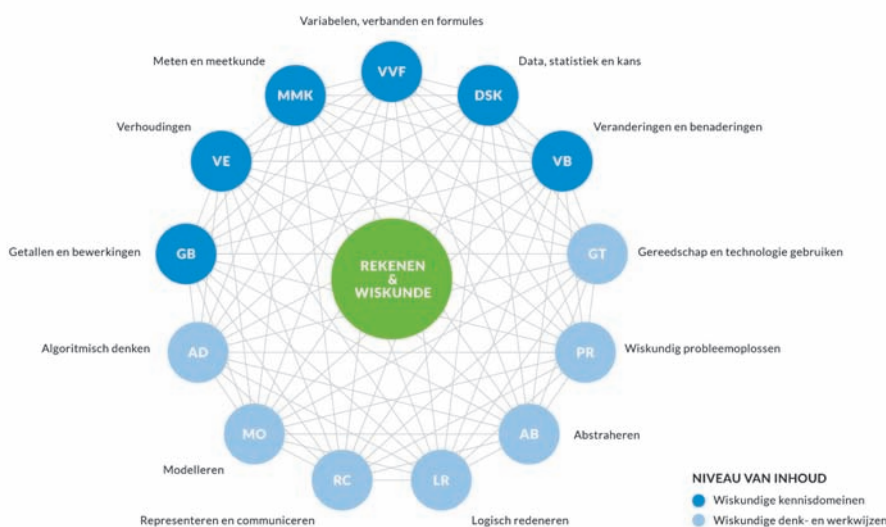 Variabelen, verbanden en formules
Meten en meetkunde
Data, statistiek en kans
VVF
MMK
DSK
Verhoudingen
Veranderingen en benaderingen
VE
VB
Getallen en bewerkingen
GB
GT
Gereedschap en technologie gebruiken
REKENEN
&
WISKUNDE
Algoritmisch denken
AD
PR
Wiskundig probleemoplossen
MO
AB
Abstraheren
Modelleren
RC
LR
Representeren en communiceren
Logisch redeneren
NIVEAU VAN INHOUD
Wiskundige kennisdomeinen
Wiskundige denk- en werkwijzen